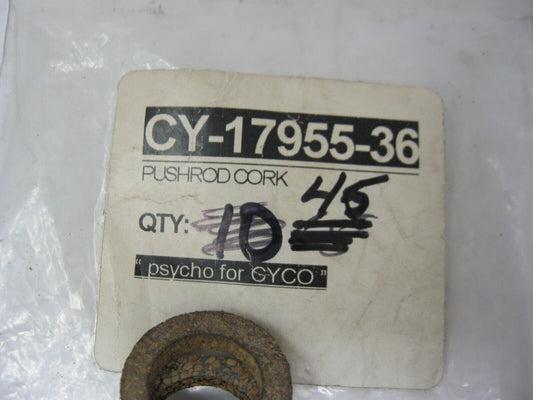 CY-17955-36
PUSHROD CORK
45
QTY: 10
"psycho for GYCO"